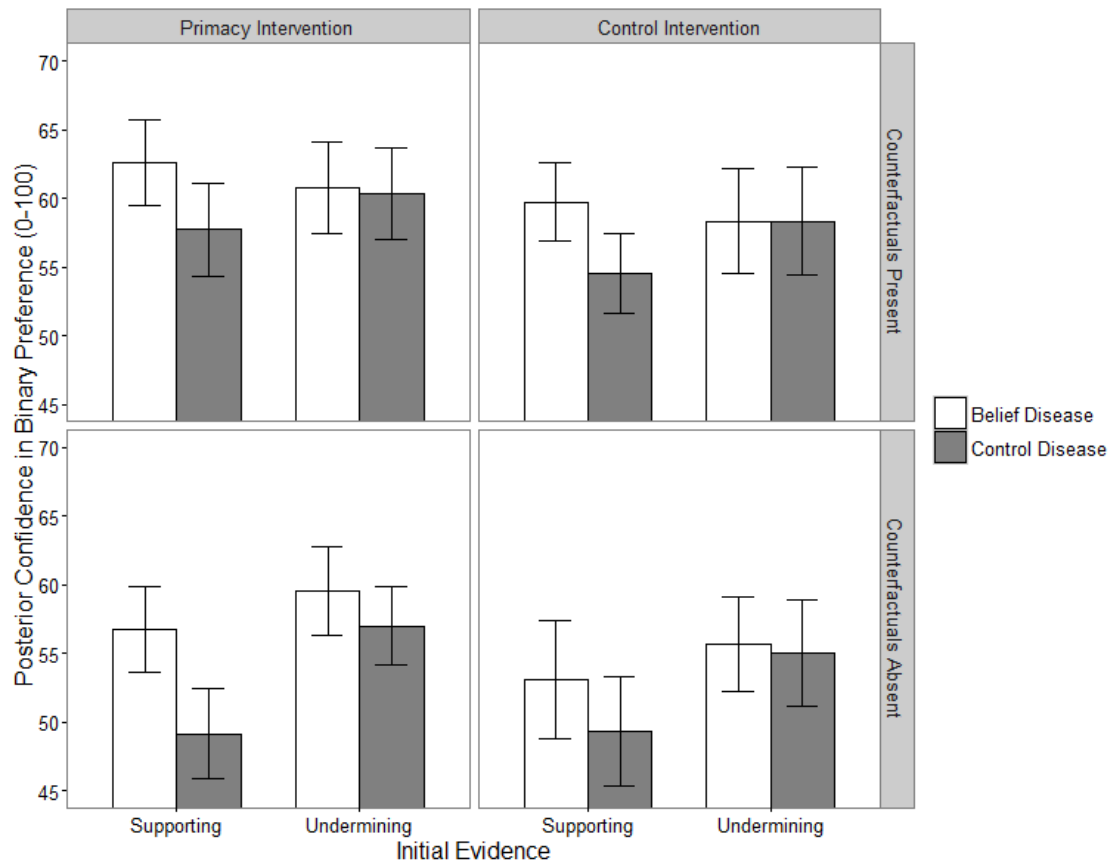 Primacy Intervention
Control Intervention
Posterior Confidence in Binary Preference (0-100)
70
65
60
55
50
45
Counterfactuals Present
70
65
60
55
50
45
Counterfactuals Absent
Belief Disease
Control Disease
Supporting
Undermining
Supporting
Undermining
Initial Evidence